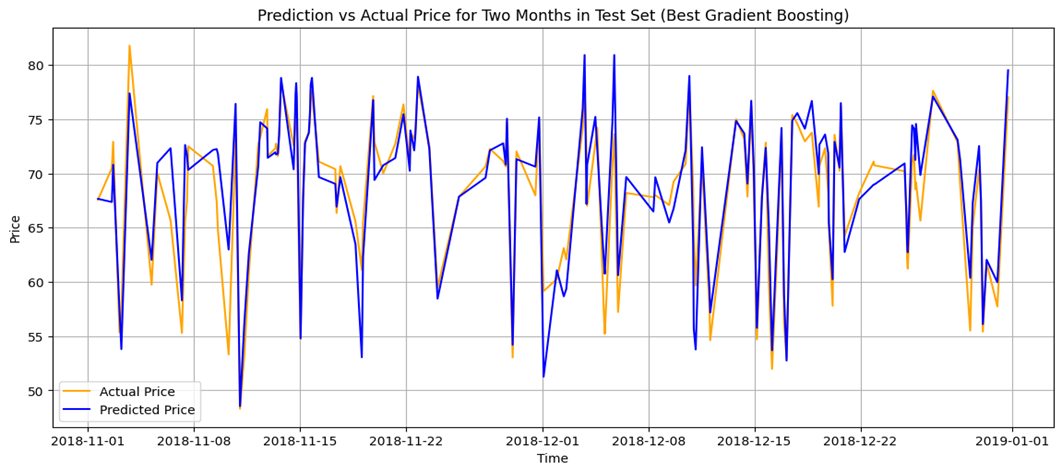 Prediction vs Actual Price for Two Months in Test Set (Best Gradient Boosting)
Price
80
75
70
65
60
55
50
Actual Price
Predicted Price
2018-11-01 2018-11-08 2018-11-15 2018-11-22 2018-12-01 2018-12-08 2018-12-15 2018-12-22 2019-01-01
Time